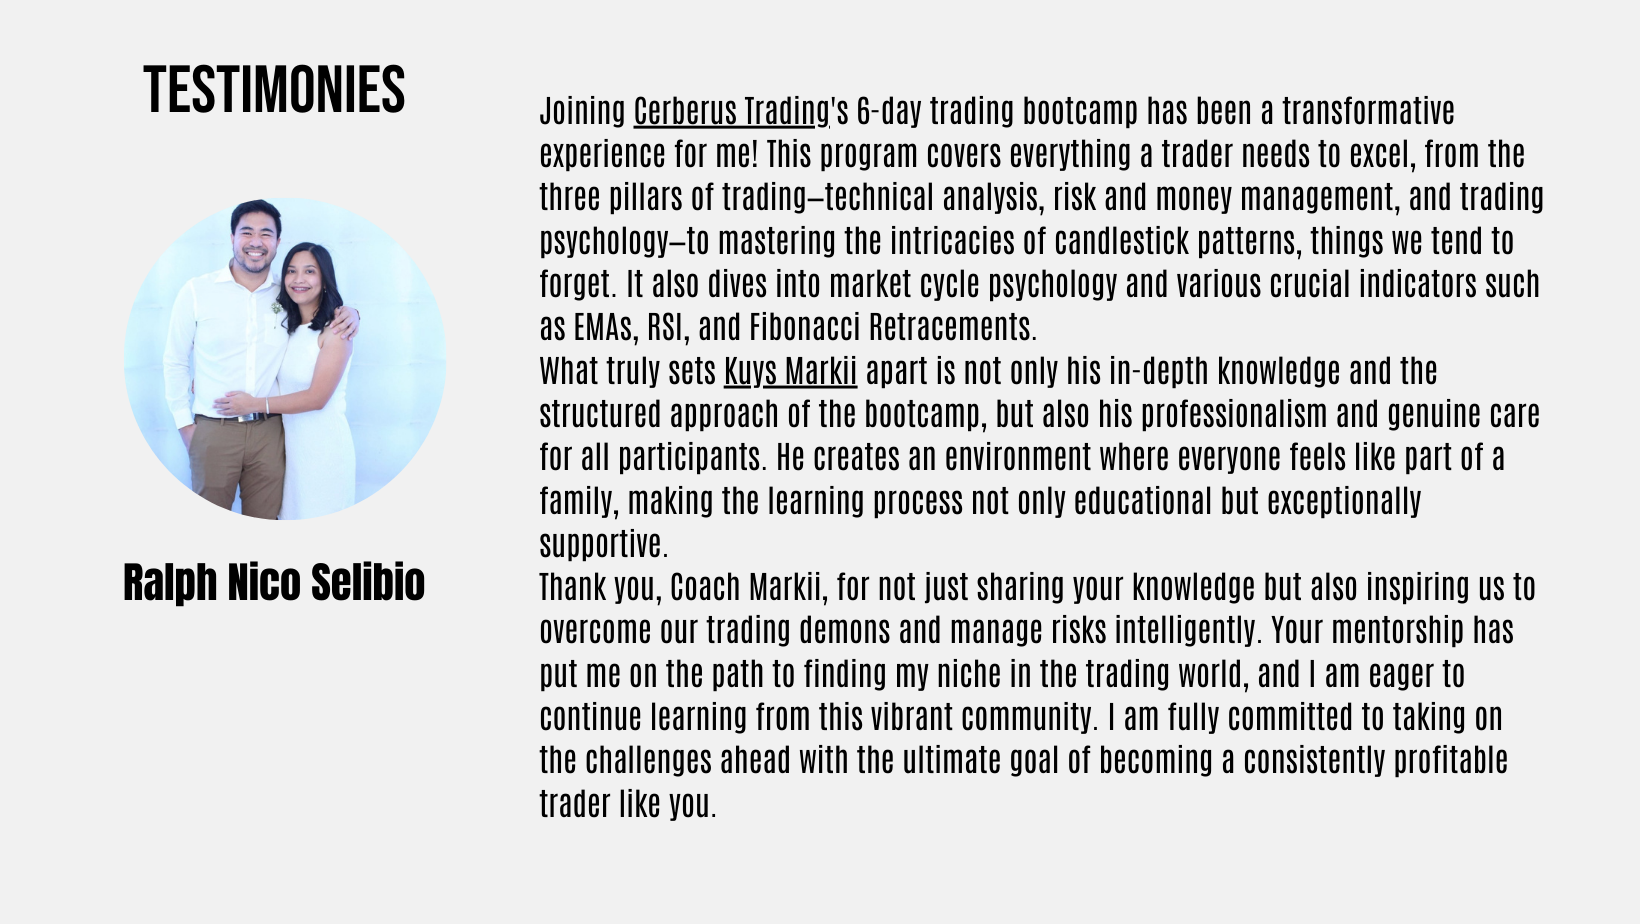 TESTIMONIES
Ralph Nico Selibio
Joining Cerberus Trading's 6-day trading bootcamp has been a transformative
experience for me! This program covers everything a trader needs to excel, from the
three pillars of trading—technical analysis, risk and money management, and trading
psychology—to mastering the intricacies of candlestick patterns, things we tend to
forget. It also dives into market cycle psychology and various crucial indicators such
as EMAs, RSI, and Fibonacci Retracements.
What truly sets Kuys Markii apart is not only his in-depth knowledge and the
structured approach of the bootcamp, but also his professionalism and genuine care
for all participants. He creates an environment where everyone feels like part of a
family, making the learning process not only educational but exceptionally
supportive.
Thank you, Coach Markii, for not just sharing your knowledge but also inspiring us to
overcome our trading demons and manage risks intelligently. Your mentorship has
put me on the path to finding my niche in the trading world, and I am eager to
continue learning from this vibrant community. I am fully committed to taking on
the challenges ahead with the ultimate goal of becoming a consistently profitable
trader like you.